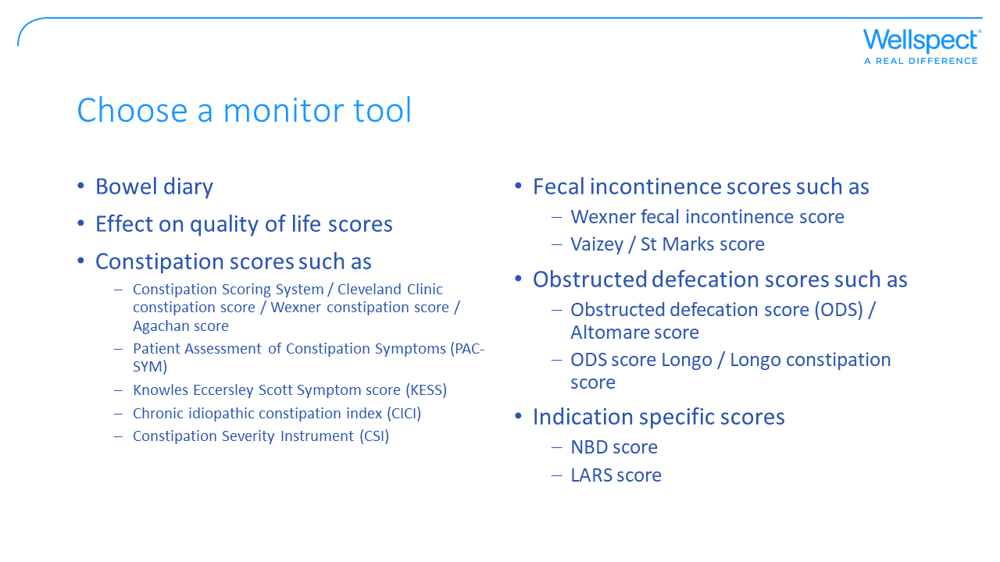 Wellspect®
A REAL DIFFERENCE
Choose a monitor tool
• Bowel diary
• Effect on quality of life scores
• Constipation scores such as
– Constipation Scoring System / Cleveland Clinic
constipation score / Wexner constipation score /
Agachan score
– Patient Assessment of Constipation Symptoms (PAC-
SYM)
– Knowles Eccersley Scott Symptom score (KESS)
– Chronic idiopathic constipation index (CICI)
– Constipation Severity Instrument (CSI)
• Fecal incontinence scores such as
– Wexner fecal incontinence score
– Vaizey / St Marks score
• Obstructed defecation scores such as
– Obstructed defecation score (ODS) /
Altomare score
– ODS score Longo / Longo constipation
score
• Indication specific scores
– NBD score
– LARS score